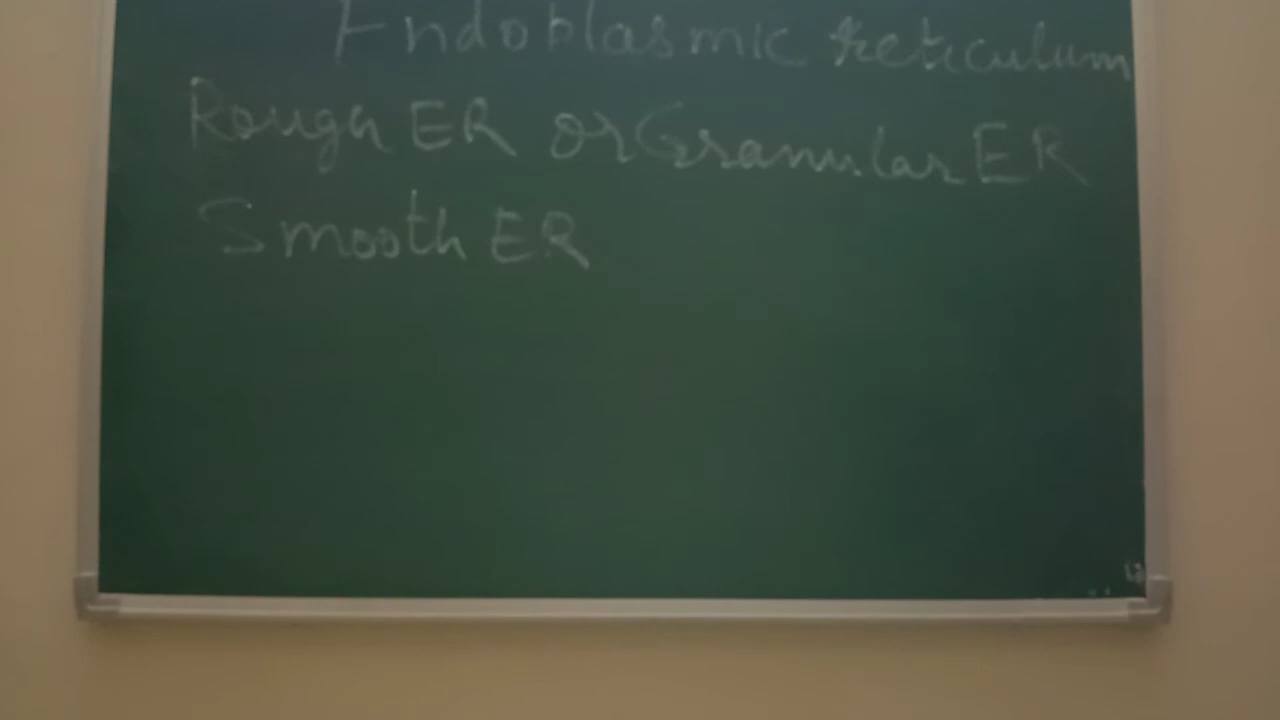 Endoplasmic reticulum
Rough ER or Granular ER
Smooth ER